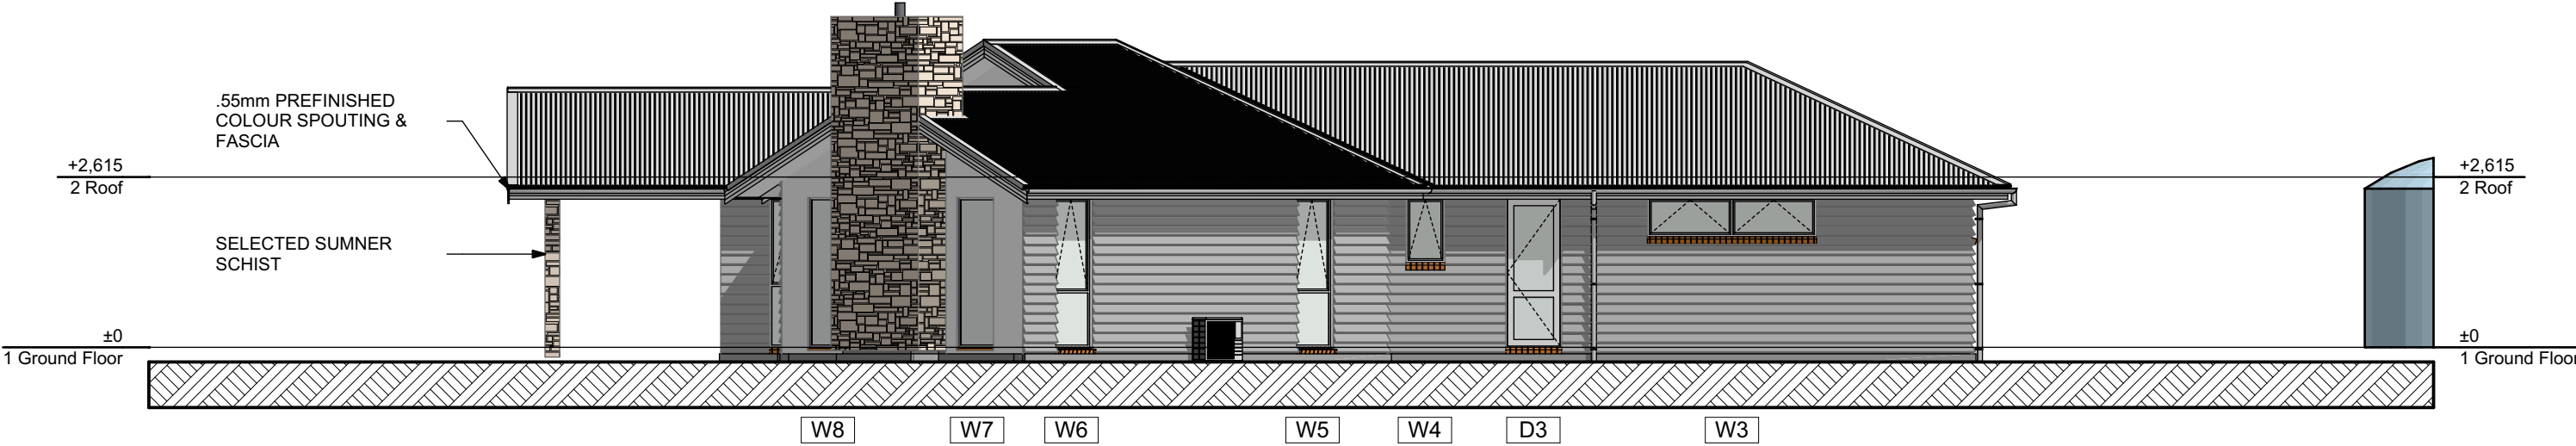 .55mm PREFINISHED
COLOUR SPOUTING &
FASCIA
+2,615
2 Roof
SELECTED SUMNER
SCHIST
±0
1 Ground Floor
+2,615
2 Roof
±0
1 Ground Floor
W8
W7
W6
W5
W4
D3
W3